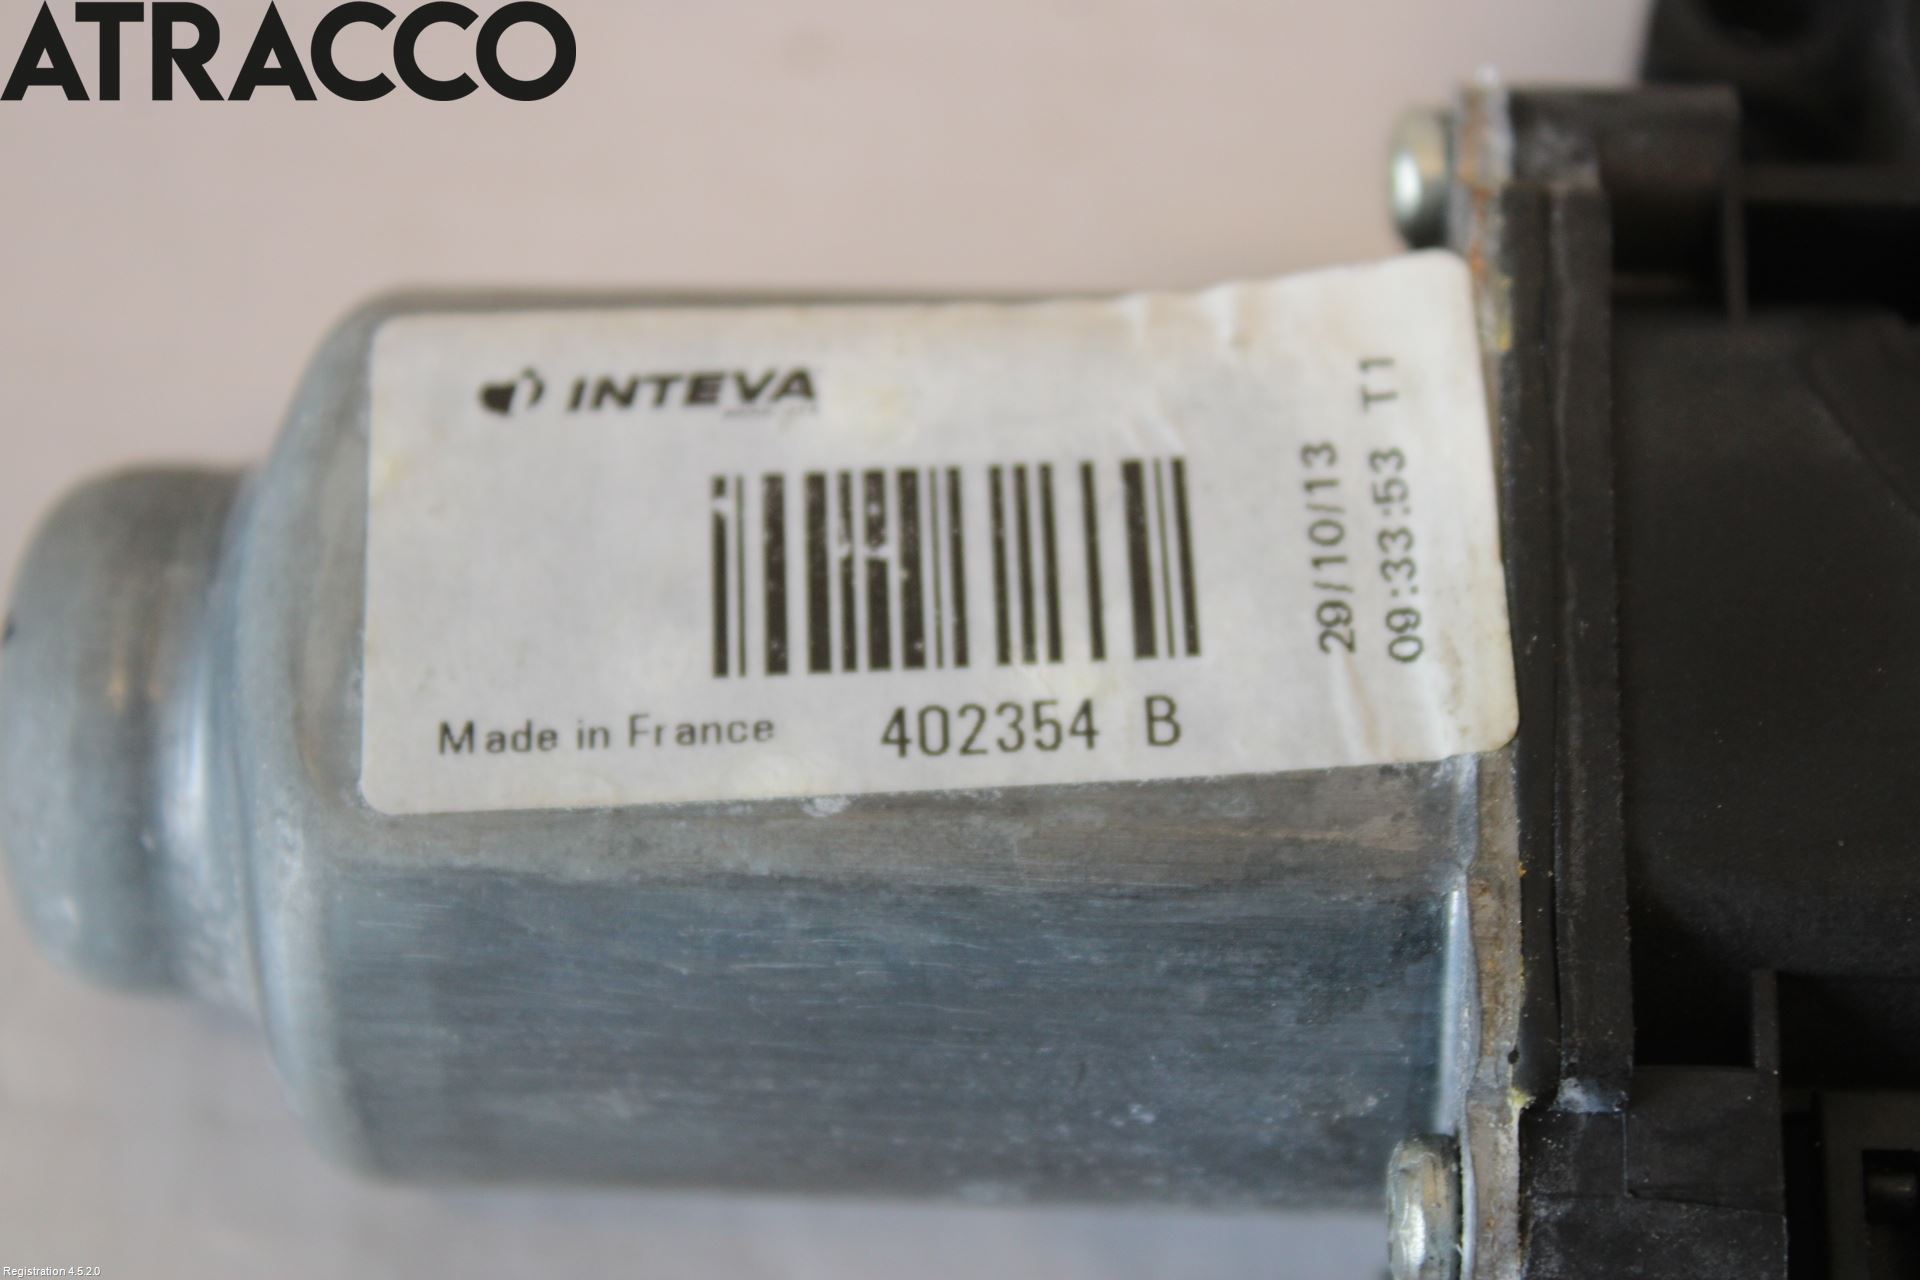 ATRACCO
INTEVA
29/10/13
09:33:53 T1
Made in France 402354 B
Registration 4.5.2.0